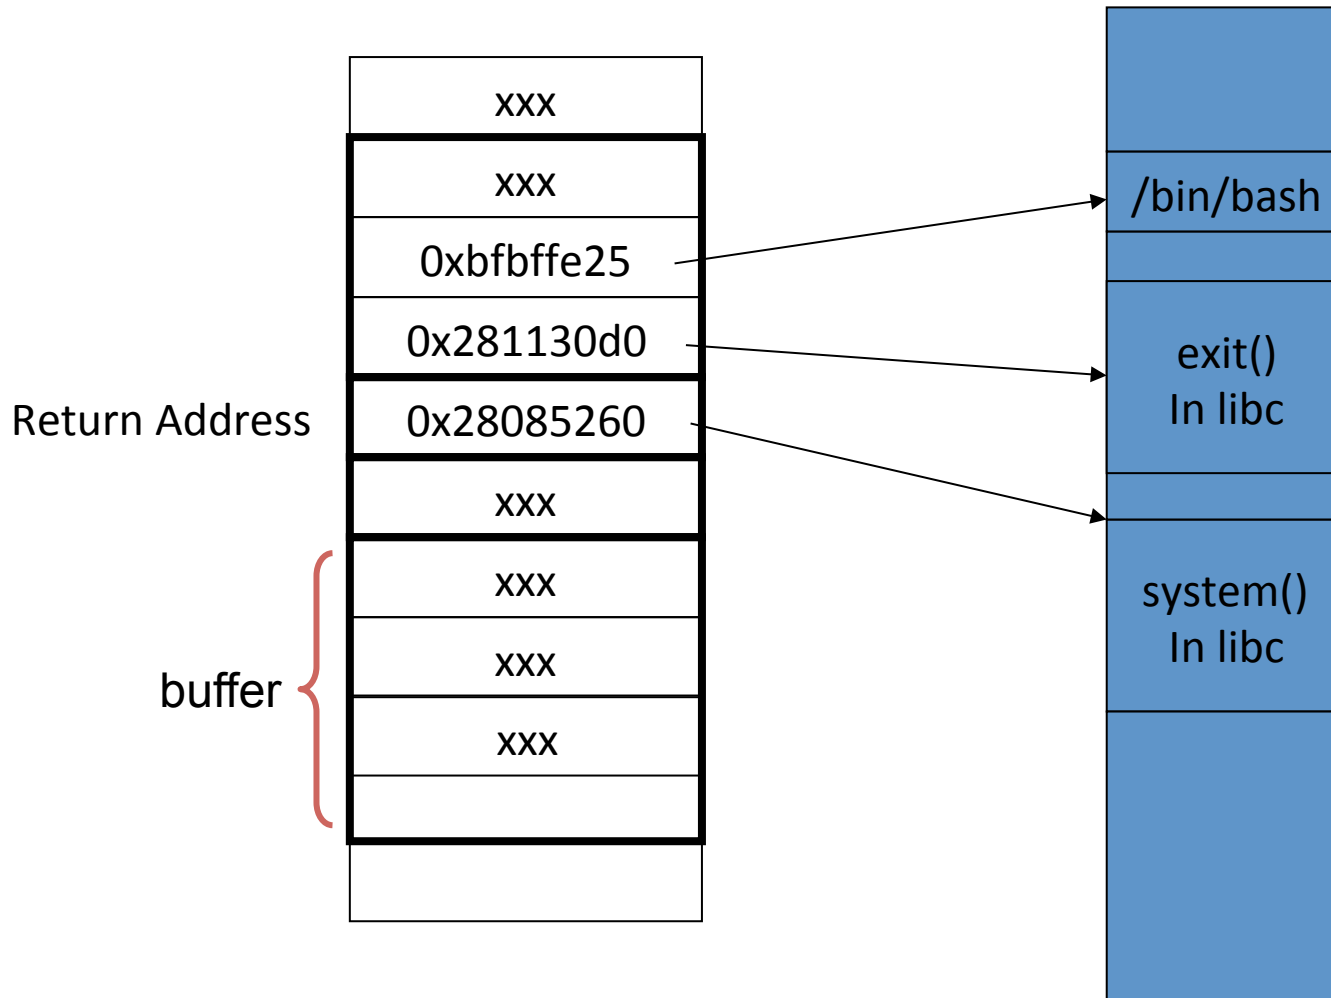 xxx
xxx
0xbfbffe25
0x281130d0
Return Address
0x28085260
xxx
xxx
xxx
buffer
xxx
/bin/bash
exit()
In libc
system()
In libc